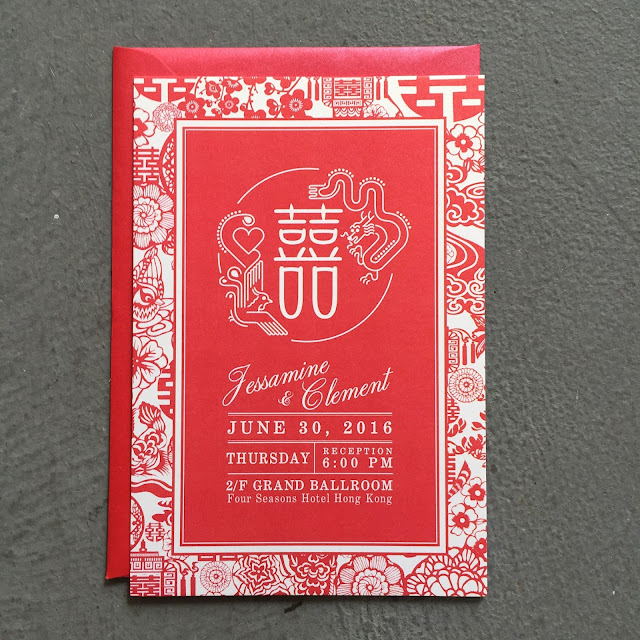 囍
Jessamine
& Clement
JUNE 30, 2016
THURSDAY
RECEPTION
6:00 PM
2/F GRAND BALLROOM
Four Seasons Hotel Hong Kong